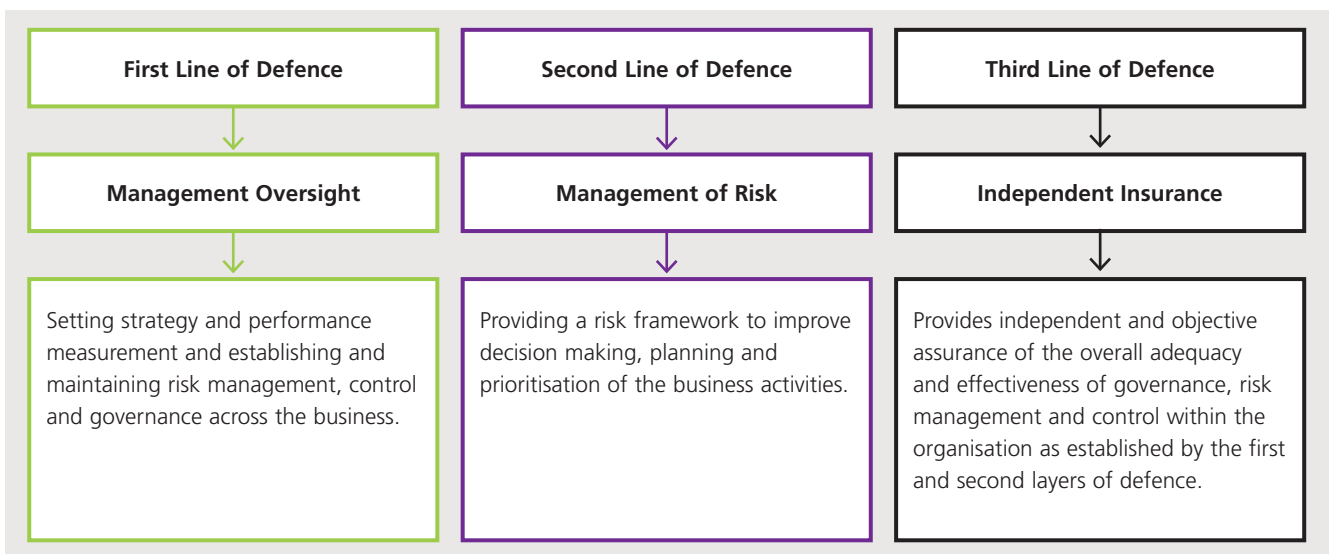 First Line of Defence
Management Oversight
Setting strategy and performance
measurement and establishing and
maintaining risk management, control
and governance across the business.
Second Line of Defence
Management of Risk
Providing a risk framework to improve
decision making, planning and
prioritisation of the business activities.
Third Line of Defence
Independent Insurance
Provides independent and objective
assurance of the overall adequacy
and effectiveness of governance, risk
management and control within the
organisation as established by the first
and second layers of defence.